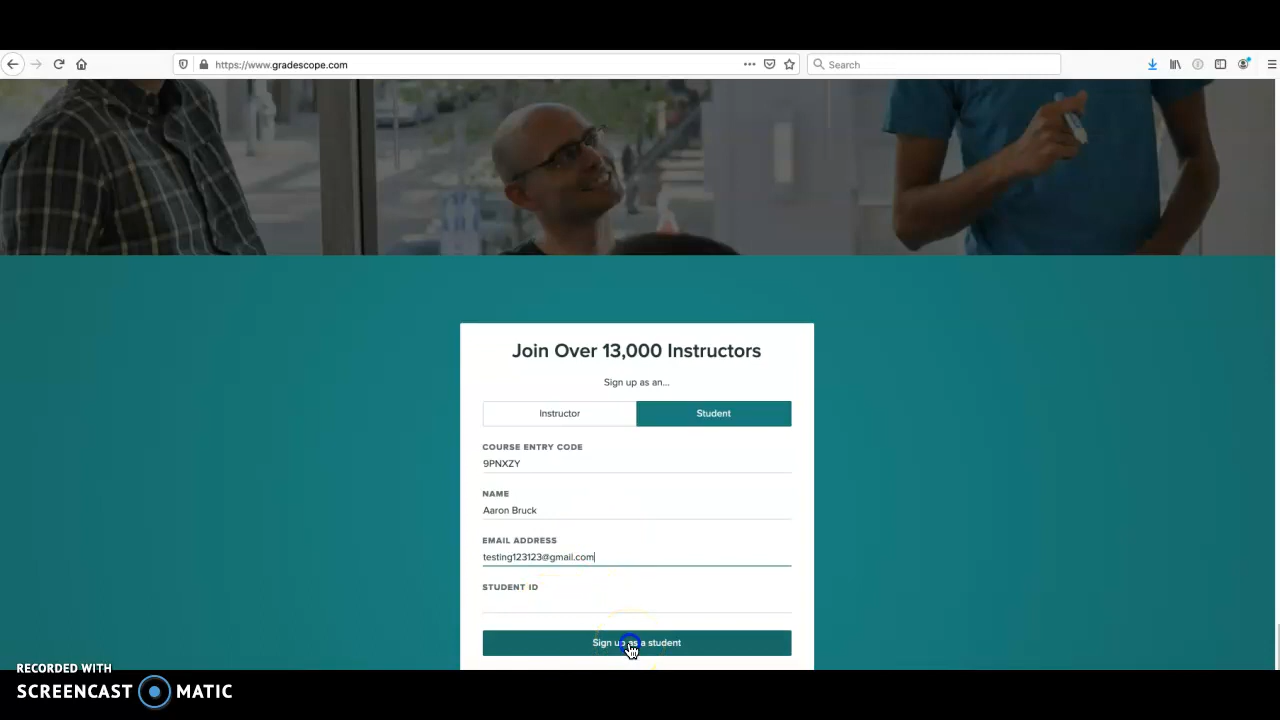 https://www.gradescope.com
Search
Join Over 13,000 Instructors
Sign up as an...
Instructor
Student
COURSE ENTRY CODE
9PNXZY
NAME
Aaron Bruck
EMAIL ADDRESS
testing123123@gmail.com
STUDENT ID
Sign up as a student
RECORDED WITH
SCREENCAST MATIC